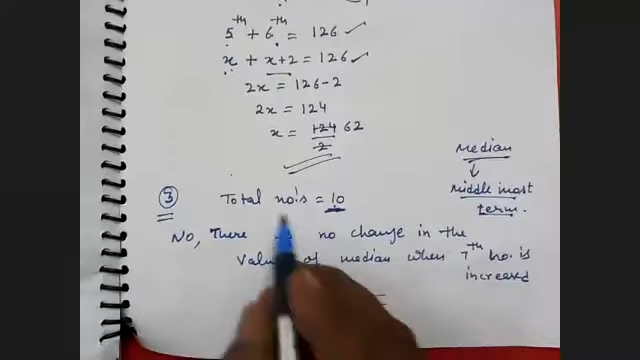 5th + 6th = 126 ✓
x + x+2 = 126 ✓
2x = 126-2
2x = 124
x = 124/2 62
median
↓
middle most
term.
③ Total no's = 10
No, There is no change in the
value of median when 7th no. is
increased